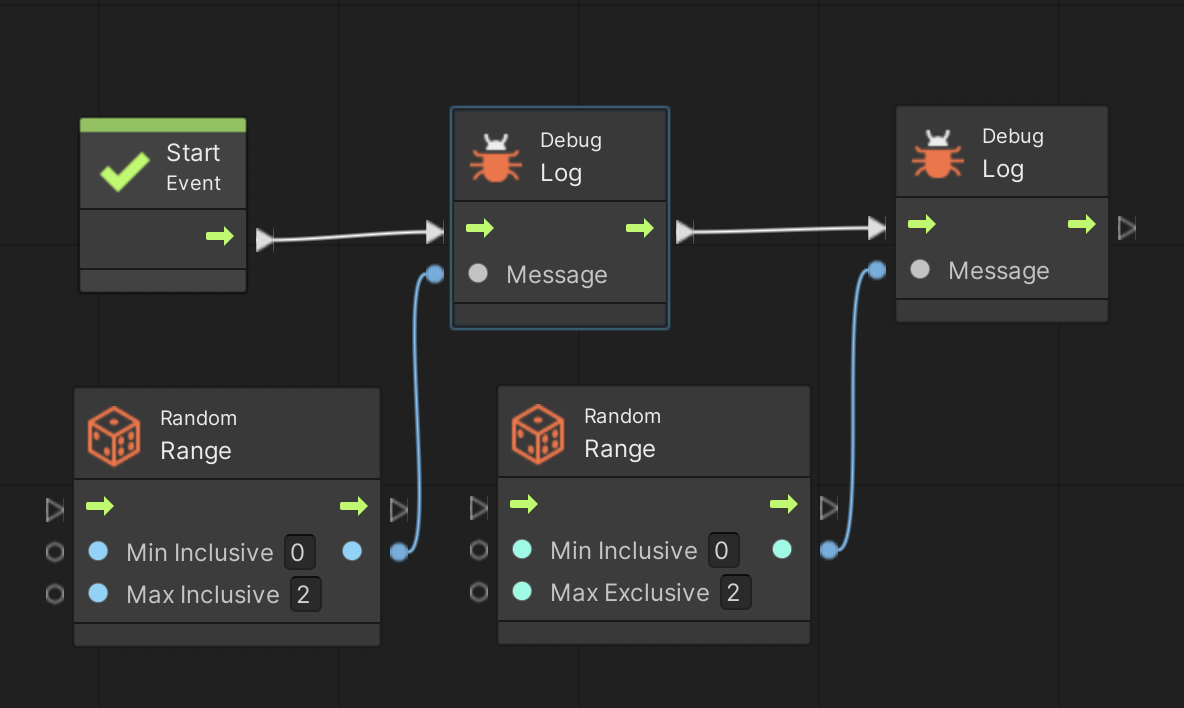 Start
Event
Debug
Log
Message
Debug
Log
Message
Random
Range
Min Inclusive 0
Max Inclusive 2
Random
Range
Min Inclusive 0
Max Exclusive 2